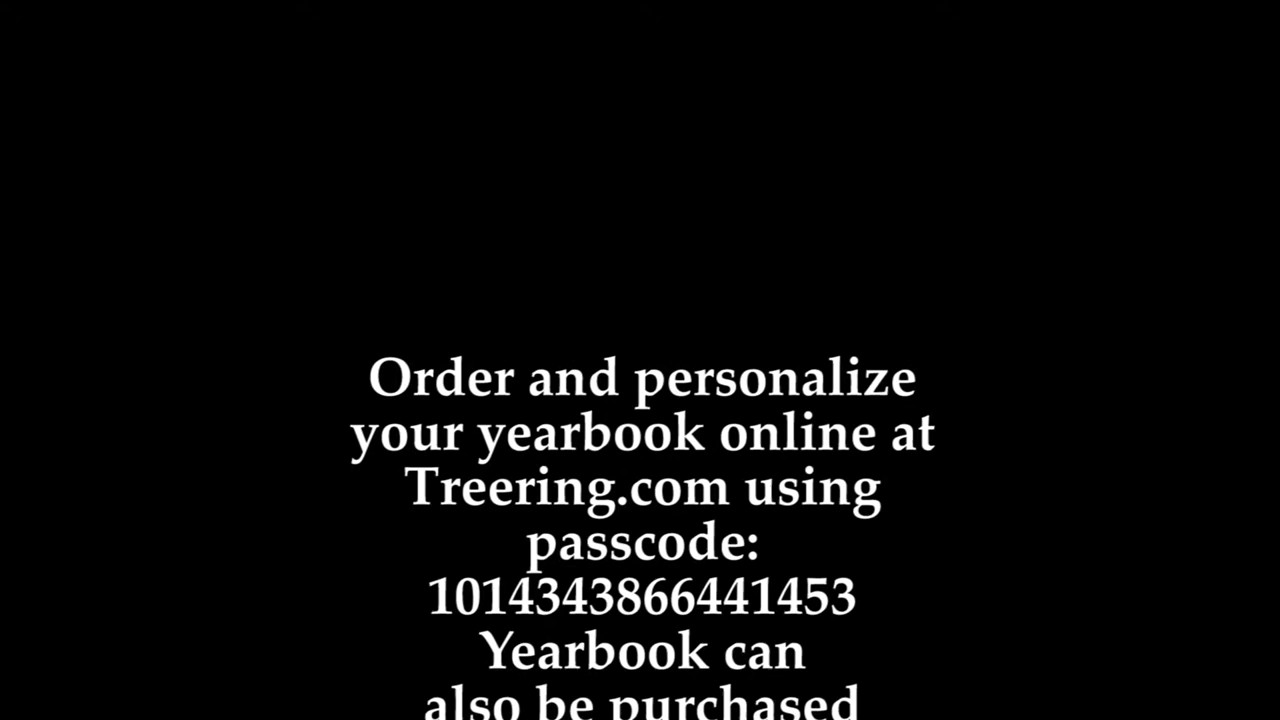 Order and personalize
your yearbook online at
Treering.com using
passcode:
1014343866441453
Yearbook can
also be purchased